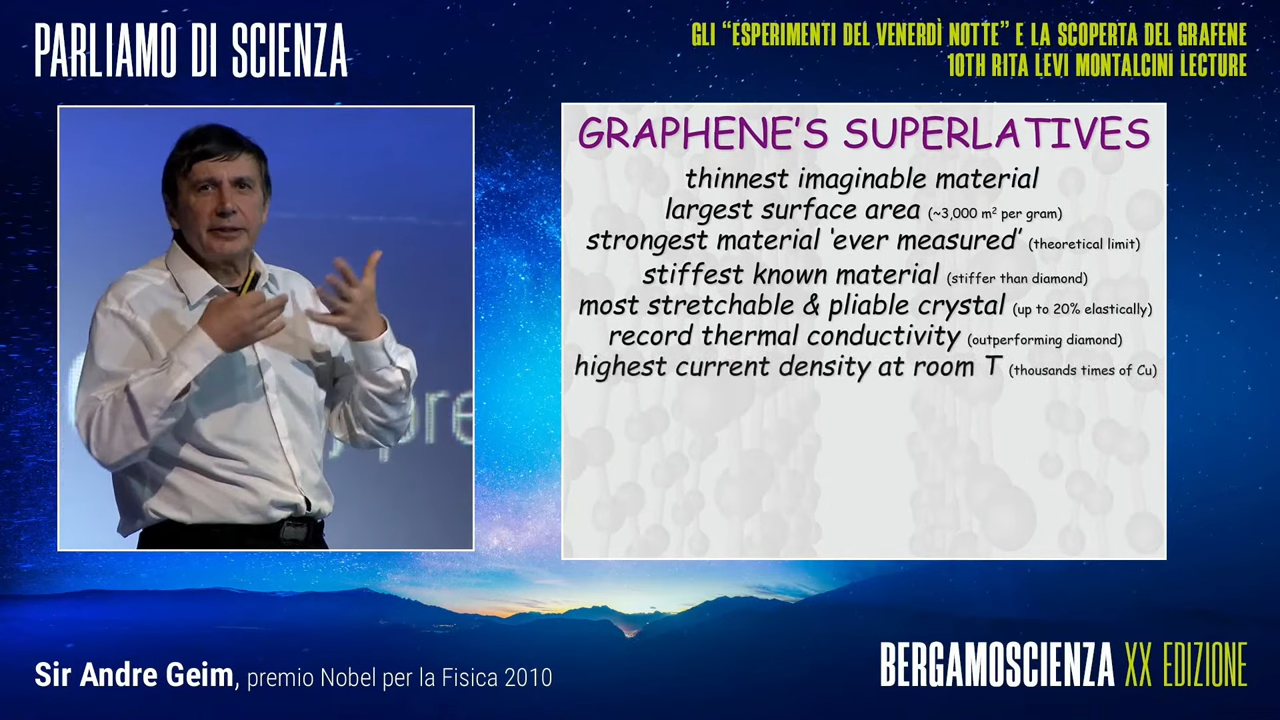 PARLIAMO DI SCIENZA
GLI “ESPERIMENTI DEL VENERDÌ NOTTE” E LA SCOPERTA DEL GRAFENE
10TH RITA LEVI MONTALCINI LECTURE
GRAPHENE’S SUPERLATIVES
thinnest imaginable material
largest surface area (~3,000 m² per gram)
strongest material ‘ever measured’ (theoretical limit)
stiffest known material (stiffer than diamond)
most stretchable & pliable crystal (up to 20% elastically)
record thermal conductivity (outperforming diamond)
highest current density at room T (thousands times of Cu)
Sir Andre Geim, premio Nobel per la Fisica 2010
BERGAMOSCIENZA XX EDIZIONE